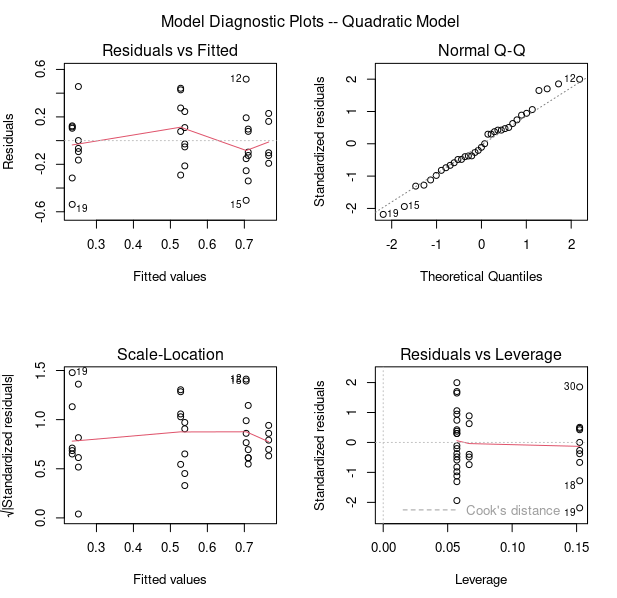 Model Diagnostic Plots -- Quadratic Model
Residuals vs Fitted
Residuals
0.6
0.2
-0.2
-0.6
12
15
19
0.3 0.4 0.5 0.6 0.7
Fitted values
Normal Q-Q
Standardized residuals
2
1
0
-1
-2
12
15
19
-2 -1 0 1 2
Theoretical Quantiles
Scale-Location
√|Standardized residuals|
1.5
1.0
0.5
0.0
19
0.3 0.4 0.5 0.6 0.7
Fitted values
Residuals vs Leverage
Standardized residuals
2
1
0
-1
-2
30
18
19
Cook's distance
0.00 0.05 0.10 0.15
Leverage